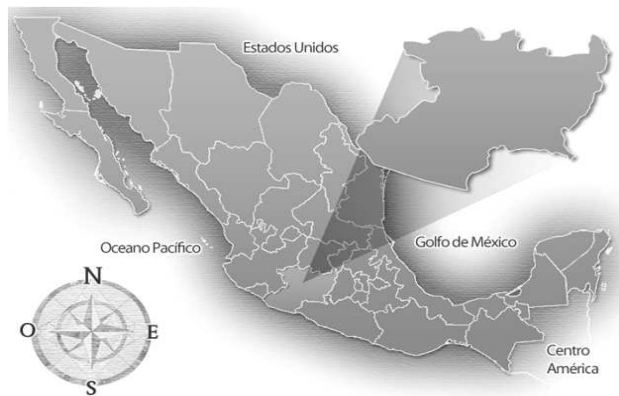 Estados Unidos
Golfo de México
Oceano Pacífico
N
O
E
S
Centro
América